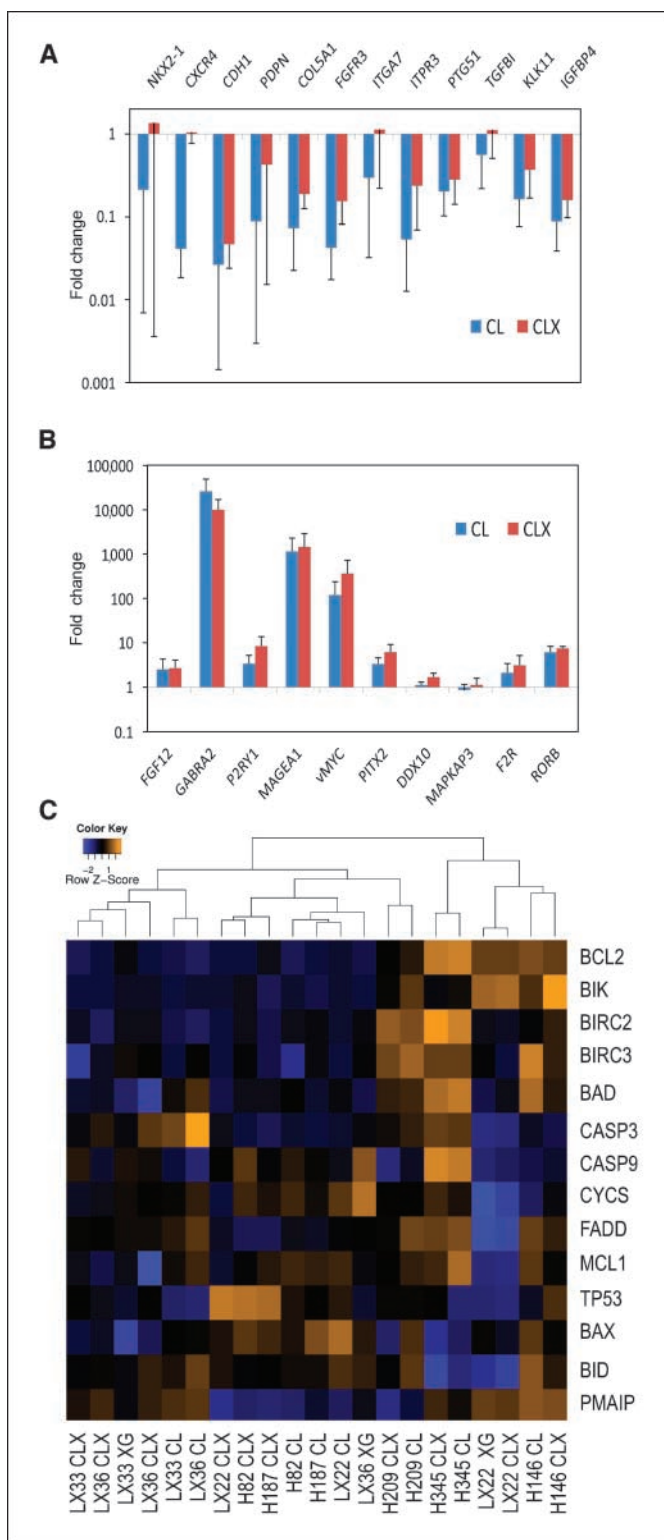 A
NKX2-1 CXCR4 CDH1 PDPN COL5A1 FGFR3 ITGA7 ITPR3 PTG51 TGFBI KLK11 IGFBP4
1
0.1
0.01
0.001
Fold change
CL CLX
B
100,000
10,000
1,000
100
10
1
0.1
Fold change
CL CLX
FGF12 GABRA2 P2RY1 MAGEA1 vMYC PITX2 DDX10 MAPKAP3 F2R RORB
C
Color Key
-2 1
Row Z-Score
BCL2
BIK
BIRC2
BIRC3
BAD
CASP3
CASP9
CYCS
FADD
MCL1
TP53
BAX
BID
PMAIP
LX33 CLX
LX36 CLX
LX33 XG
LX36 CLX
LX33 CL
LX36 CL
LX22 CLX
H82 CLX
H187 CLX
H82 CL
H187 CL
LX22 CL
LX36 XG
H209 CLX
H209 CL
H345 CLX
H345 CL
LX22 XG
LX22 CLX
H146 CL
H146 CLX